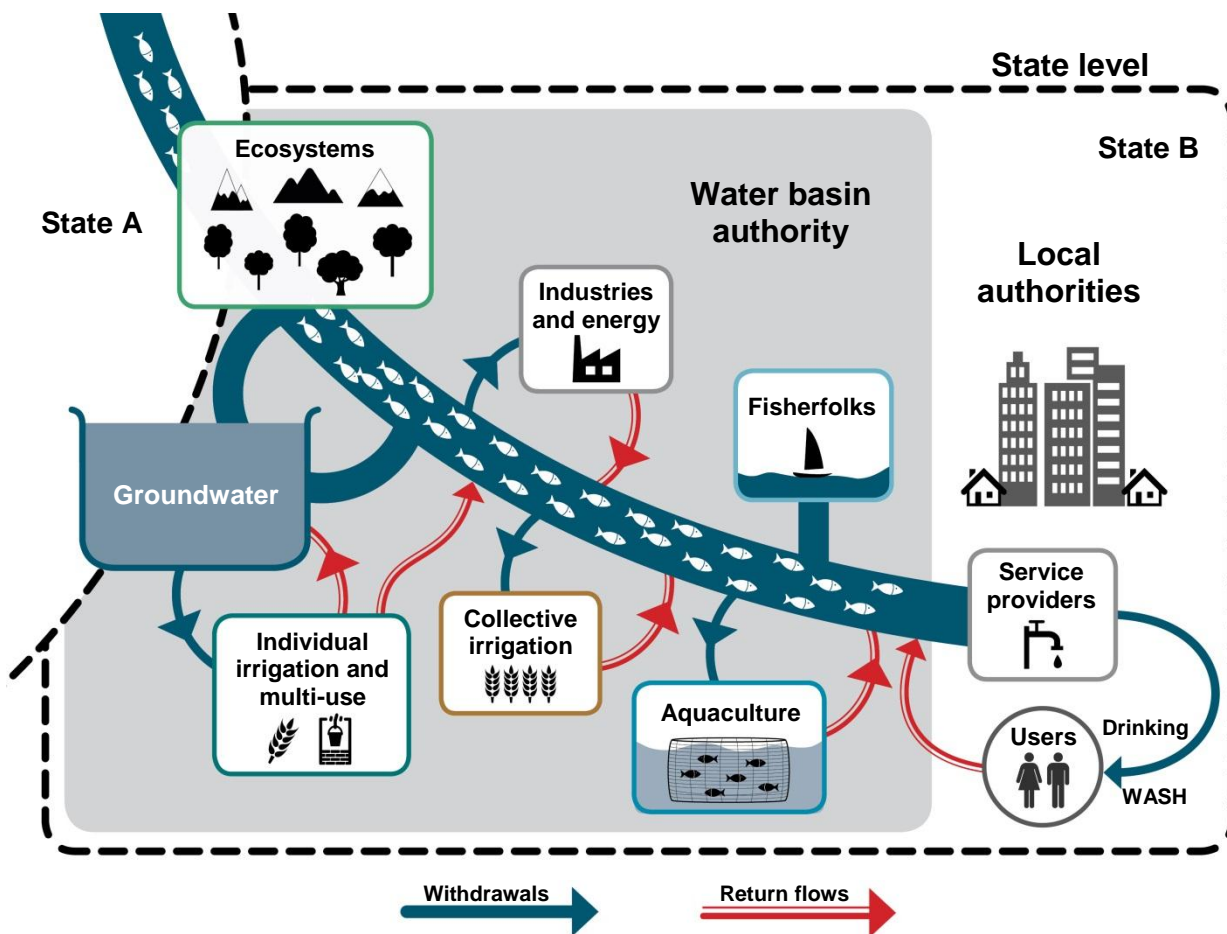 State level
State B
Ecosystems
State A
Water basin
authority
Local
authorities
Industries
and energy
Fisherfolks
Groundwater
Service
providers
Individual
irrigation and
multi-use
Collective
irrigation
Aquaculture
Users
Drinking
WASH
Withdrawals
Return flows